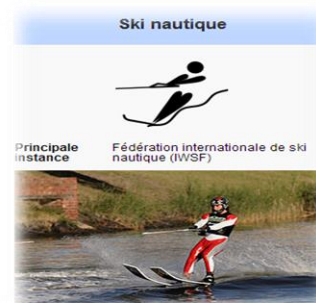 Ski nautique
Principale Fédération internationale de ski
instance nautique (IWSF)